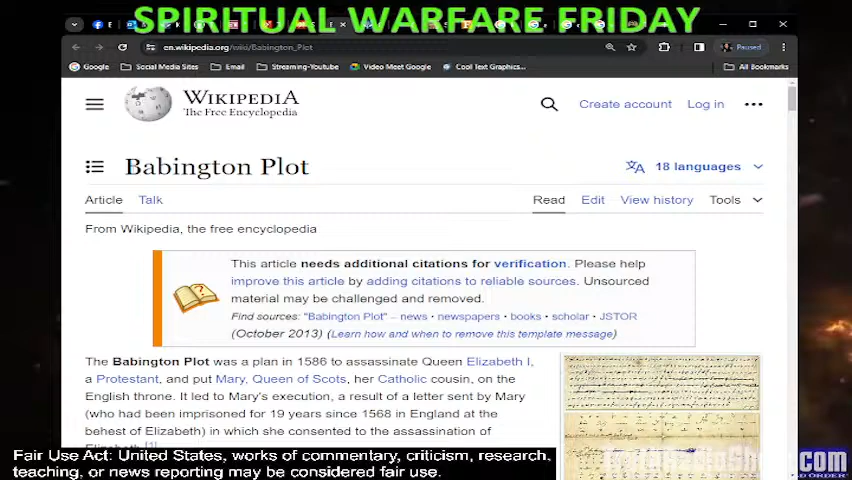 SPIRITUAL WARFARE FRIDAY
Paused
en.wikipedia.org/wiki/Babington_Plot
Google Social Media Sites Email Streaming-Youtube Video Meet Google Cool Text Graphics... All Bookmarks
WIKIPEDIA
The Free Encyclopedia
Create account Log in
Babington Plot
18 languages
Article Talk Read Edit View history Tools
From Wikipedia, the free encyclopedia
This article needs additional citations for verification. Please help
improve this article by adding citations to reliable sources. Unsourced
material may be challenged and removed.
Find sources: "Babington Plot" – news • newspapers • books • scholar • JSTOR
(October 2013) (Learn how and when to remove this template message)
The Babington Plot was a plan in 1586 to assassinate Queen Elizabeth I,
a Protestant, and put Mary, Queen of Scots, her Catholic cousin, on the
English throne. It led to Mary's execution, a result of a letter sent by Mary
(who had been imprisoned for 19 years since 1568 in England at the
behest of Elizabeth) in which she consented to the assassination of
Elizabeth.[1]
Fair Use Act: United States, works of commentary, criticism, research,
teaching, or news reporting may be considered fair use.